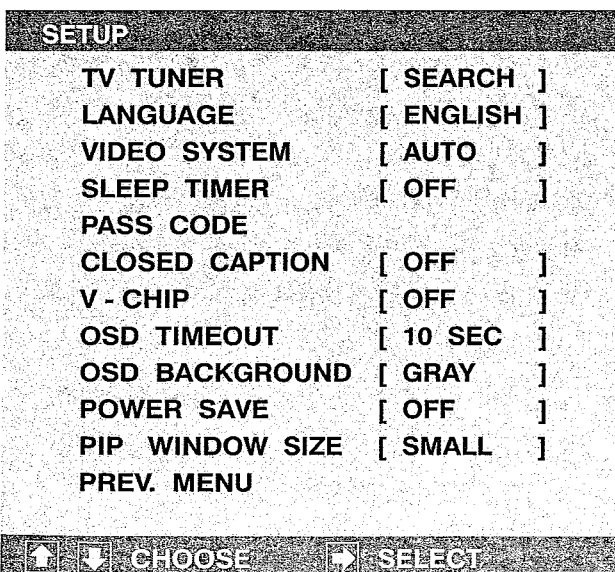 SETUP
TV TUNER [ SEARCH ]
LANGUAGE [ ENGLISH ]
VIDEO SYSTEM [ AUTO ]
SLEEP TIMER [ OFF ]
PASS CODE
CLOSED CAPTION [ OFF ]
V - CHIP [ OFF ]
OSD TIMEOUT [ 10 SEC ]
OSD BACKGROUND [ GRAY ]
POWER SAVE [ OFF ]
PIP WINDOW SIZE [ SMALL ]
PREV. MENU
CHOOSE SELECT